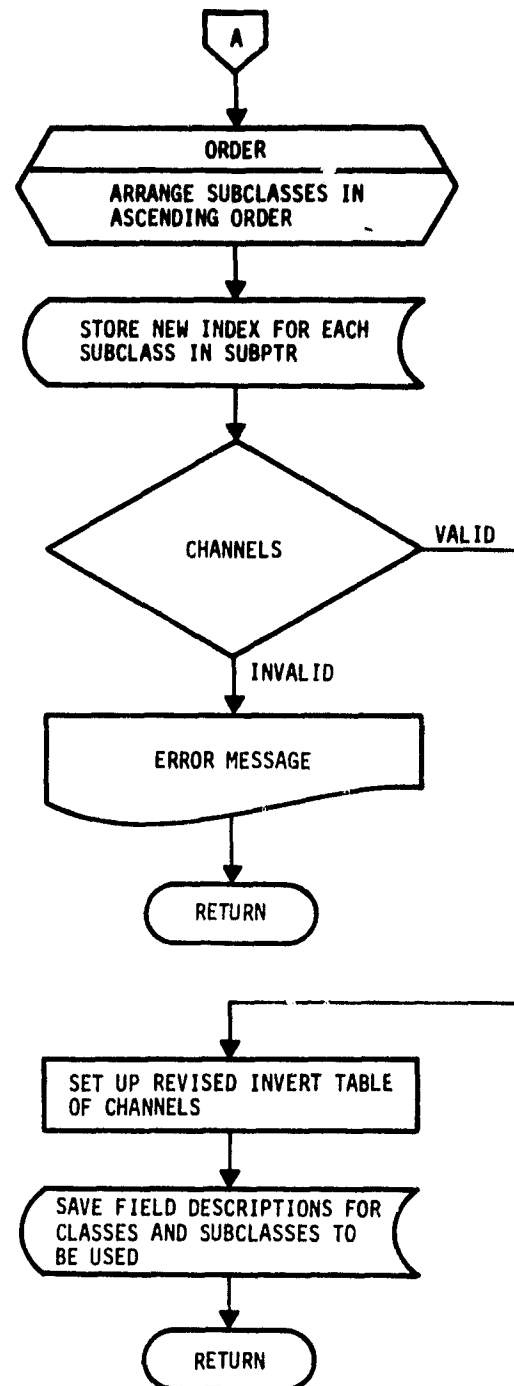 A
ORDER
ARRANGE SUBCLASSES IN
ASCENDING ORDER
STORE NEW INDEX FOR EACH
SUBCLASS IN SUBPTR
CHANNELS
VALID
INVALID
ERROR MESSAGE
RETURN
SET UP REVISED INVERT TABLE
OF CHANNELS
SAVE FIELD DESCRIPTIONS FOR
CLASSES AND SUBCLASSES TO
BE USED
RETURN